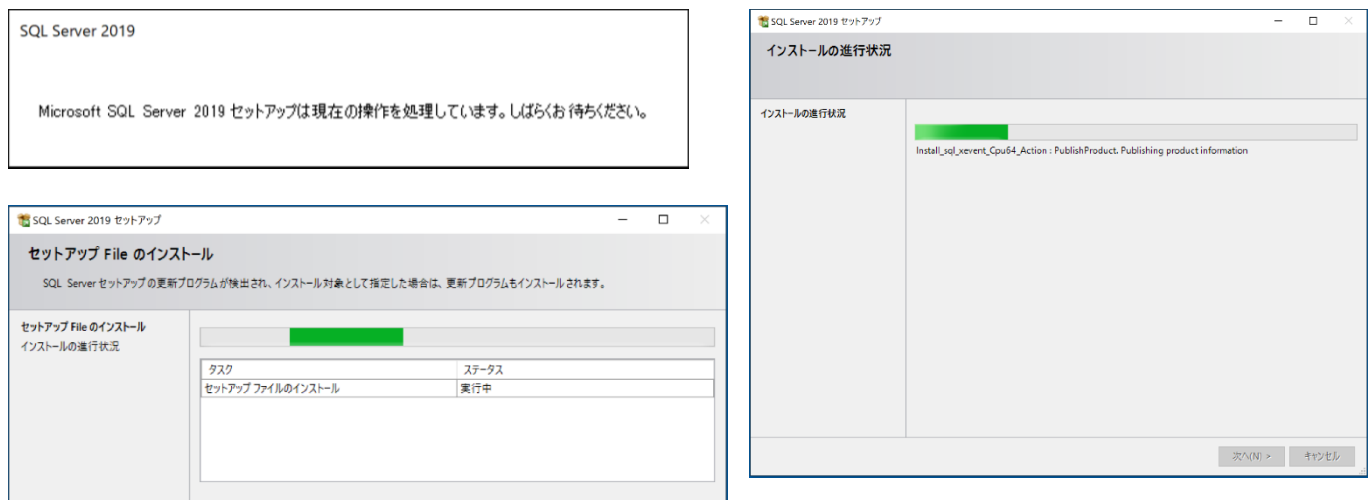 SQL Server 2019
Microsoft SQL Server 2019 セットアップは現在の操作を処理しています。しばらくお待ちください。
SQL Server 2019 セットアップ
セットアップ File のインストール
SQL Server セットアップの更新プログラムが検出され、インストール対象として指定した場合は、更新プログラムもインストールされます。
セットアップ File のインストール
インストールの進行状況
タスク ステータス
セットアップ ファイルのインストール 実行中
SQL Server 2019 セットアップ
インストールの進行状況
インストールの進行状況
Install_sql_xevent_Cpu64_Action : PublishProduct. Publishing product information
次へ(N) > キャンセル